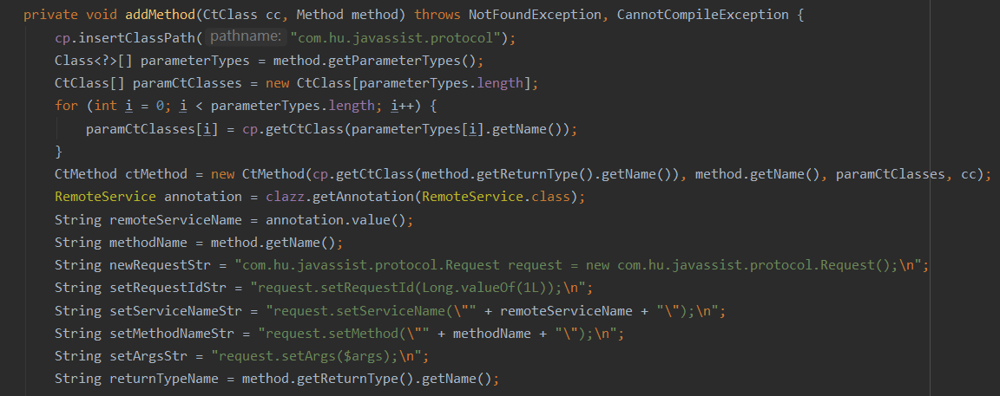 private void addMethod(CtClass cc, Method method) throws NotFoundException, CannotCompileException {
    cp.insertClassPath( pathname: "com.hu.javassist.protocol");
    Class<?>[] parameterTypes = method.getParameterTypes();
    CtClass[] paramCtClasses = new CtClass[parameterTypes.length];
    for (int i = 0; i < parameterTypes.length; i++) {
        paramCtClasses[i] = cp.getCtClass(parameterTypes[i].getName());
    }
    CtMethod ctMethod = new CtMethod(cp.getCtClass(method.getReturnType().getName()), method.getName(), paramCtClasses, cc);
    RemoteService annotation = clazz.getAnnotation(RemoteService.class);
    String remoteServiceName = annotation.value();
    String methodName = method.getName();
    String newRequestStr = "com.hu.javassist.protocol.Request request = new com.hu.javassist.protocol.Request();\n";
    String setRequestIdStr = "request.setRequestId(Long.valueOf(1L));\n";
    String setServiceNameStr = "request.setServiceName(\"" + remoteServiceName + "\");\n";
    String setMethodNameStr = "request.setMethod(\"" + methodName + "\");\n";
    String setArgsStr = "request.setArgs($args);\n";
    String returnTypeName = method.getReturnType().getName();